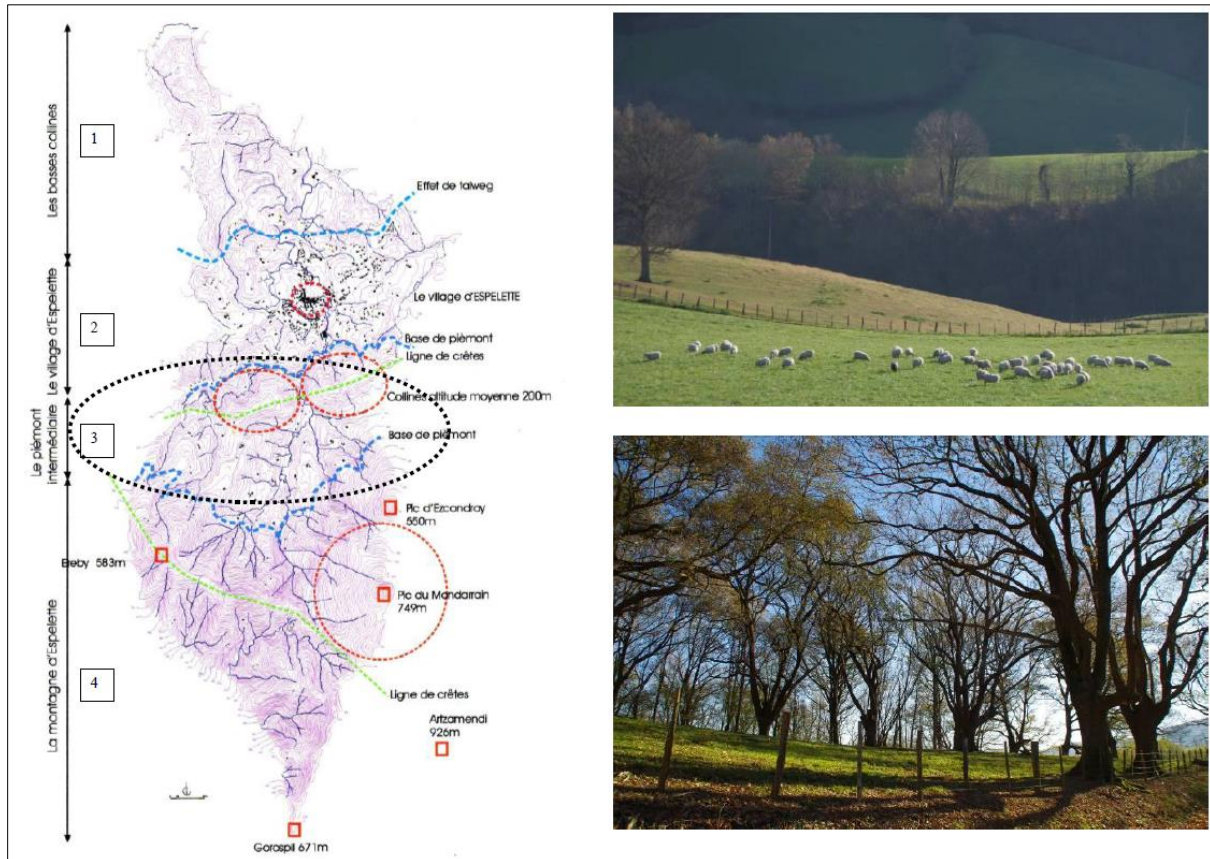 Les basses collines
1
Effet de talweg
Le village d'Espelette
2
Le village d'ESPELETTE
Base de piémont
Ligne de crêtes
Collines altitude moyenne 200m
Le piémont
intermédiaire
3
Base de piémont
Pic d'Ezcondray
550m
Ereby 583m
Pic du Mondarrain
749m
La montagne d'Espelette
4
Ligne de crêtes
Artzamendi
926m
Gorospil 671m